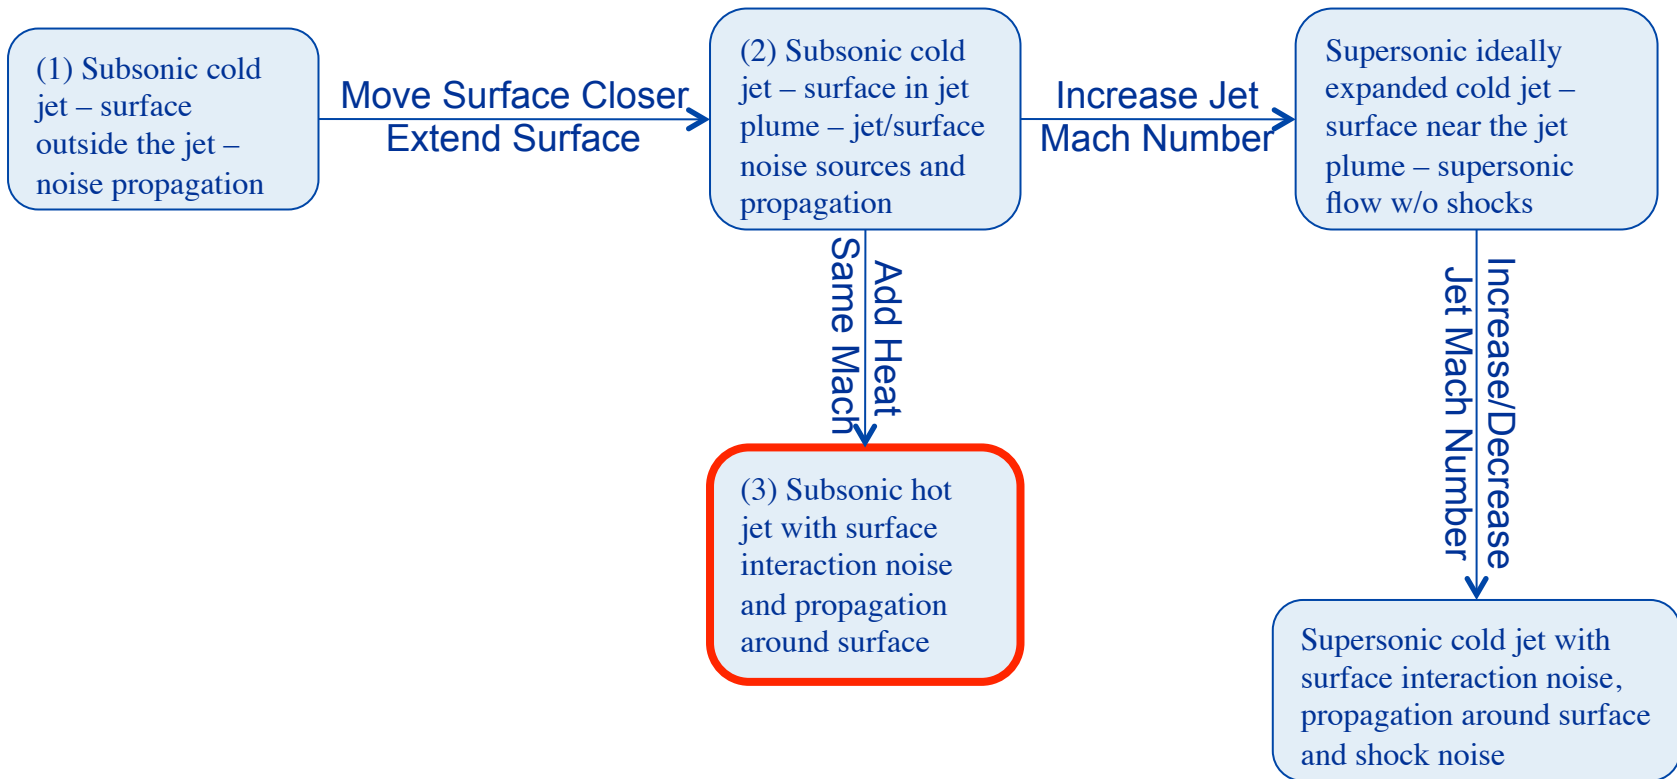 (1) Subsonic cold
jet – surface
outside the jet –
noise propagation
Move Surface Closer
Extend Surface
(2) Subsonic cold
jet – surface in jet
plume – jet/surface
noise sources and
propagation
Increase Jet
Mach Number
Supersonic ideally
expanded cold jet –
surface near the jet
plume – supersonic
flow w/o shocks
Add Heat
Same Mach
Increase/Decrease
Jet Mach Number
(3) Subsonic hot
jet with surface
interaction noise
and propagation
around surface
Supersonic cold jet with
surface interaction noise,
propagation around surface
and shock noise